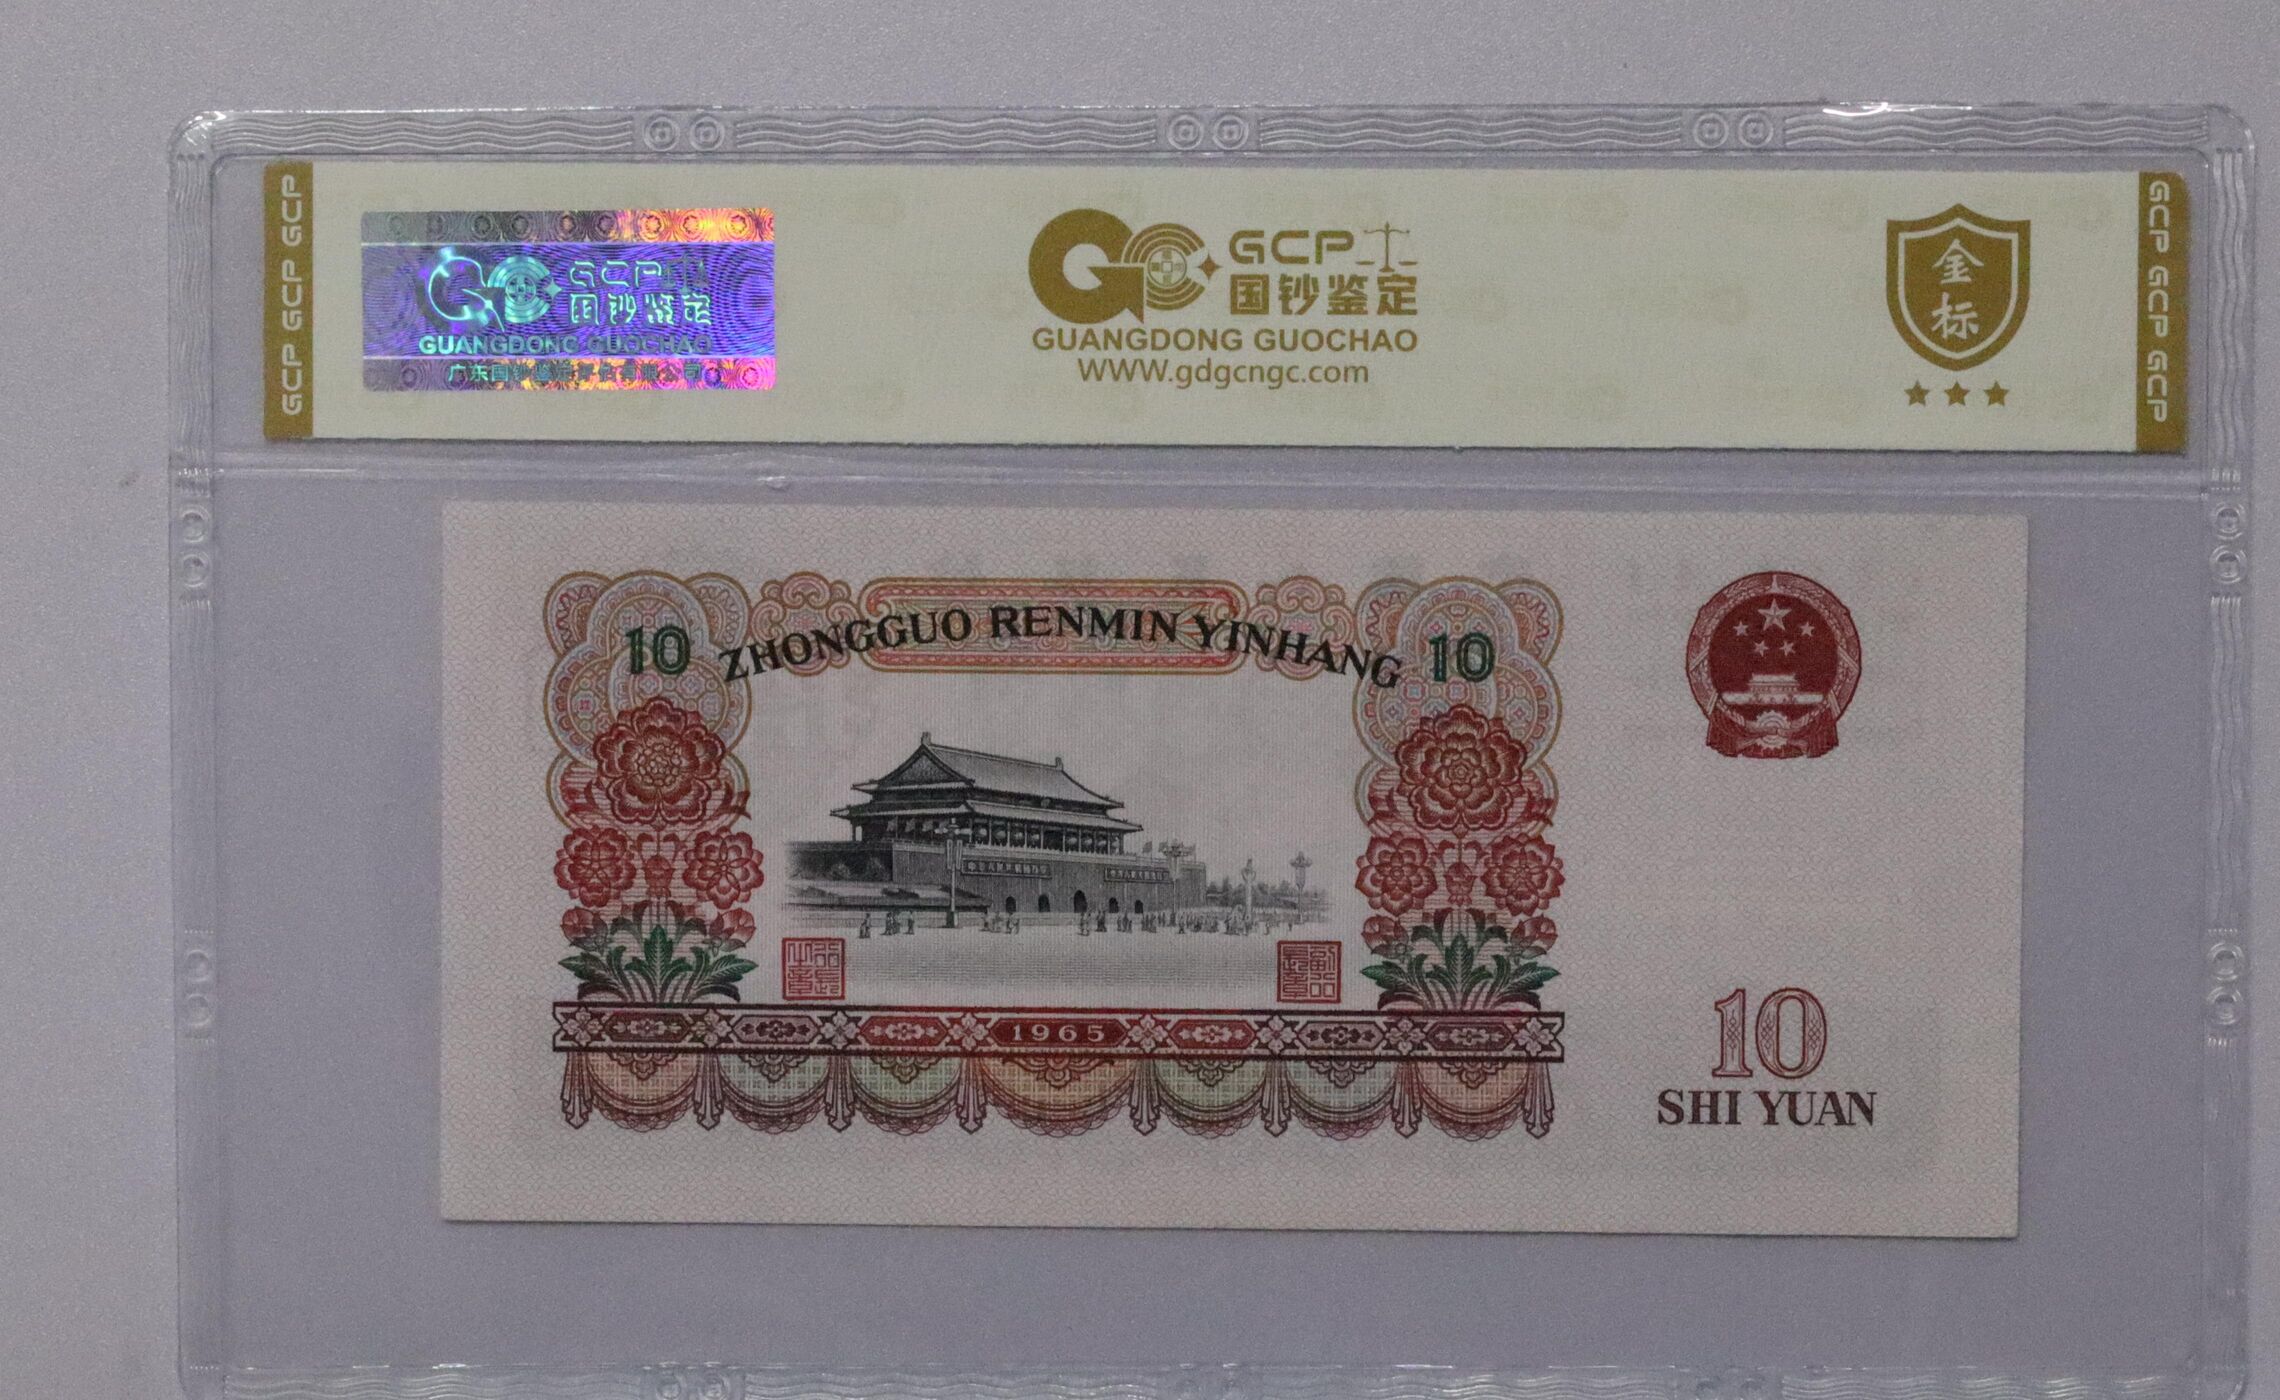 GCP GCP GCP
GCP
国钞鉴定
GUANGDONG GUOCHAO
GCP
国钞鉴定
GUANGDONG GUOCHAO
WWW.gdgcngc.com
金
标
GCP GCP GCP
10 ZHONGGUO RENMIN YINHANG 10
1965
10
SHI YUAN